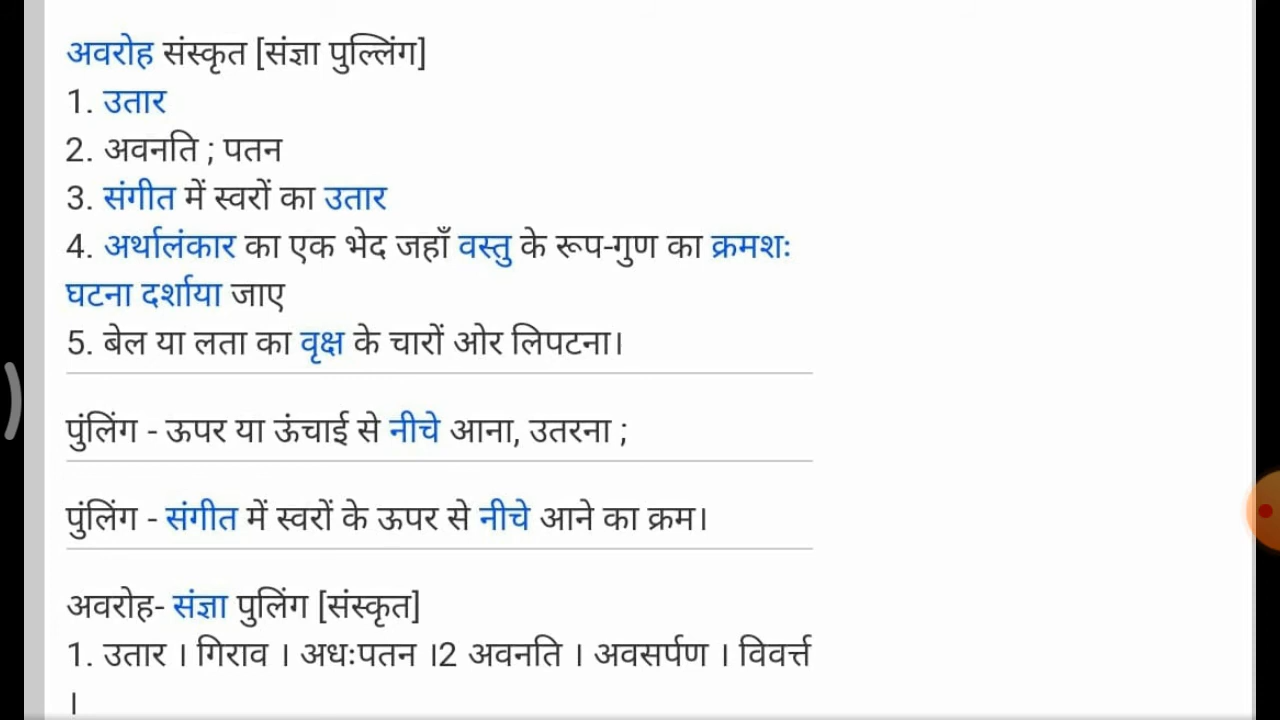 अवरोह संस्कृत [संज्ञा पुल्लिंग]
1. उतार
2. अवनति ; पतन
3. संगीत में स्वरों का उतार
4. अर्थालंकार का एक भेद जहाँ वस्तु के रूप-गुण का क्रमशः
घटना दर्शाया जाए
5. बेल या लता का वृक्ष के चारों ओर लिपटना।
पुंलिंग - ऊपर या ऊंचाई से नीचे आना, उतरना ;
पुंलिंग - संगीत में स्वरों के ऊपर से नीचे आने का क्रम।
अवरोह- संज्ञा पुलिंग [संस्कृत]
1. उतार । गिराव । अधःपतन ।2 अवनति । अवसर्पण । विवर्त्त
।